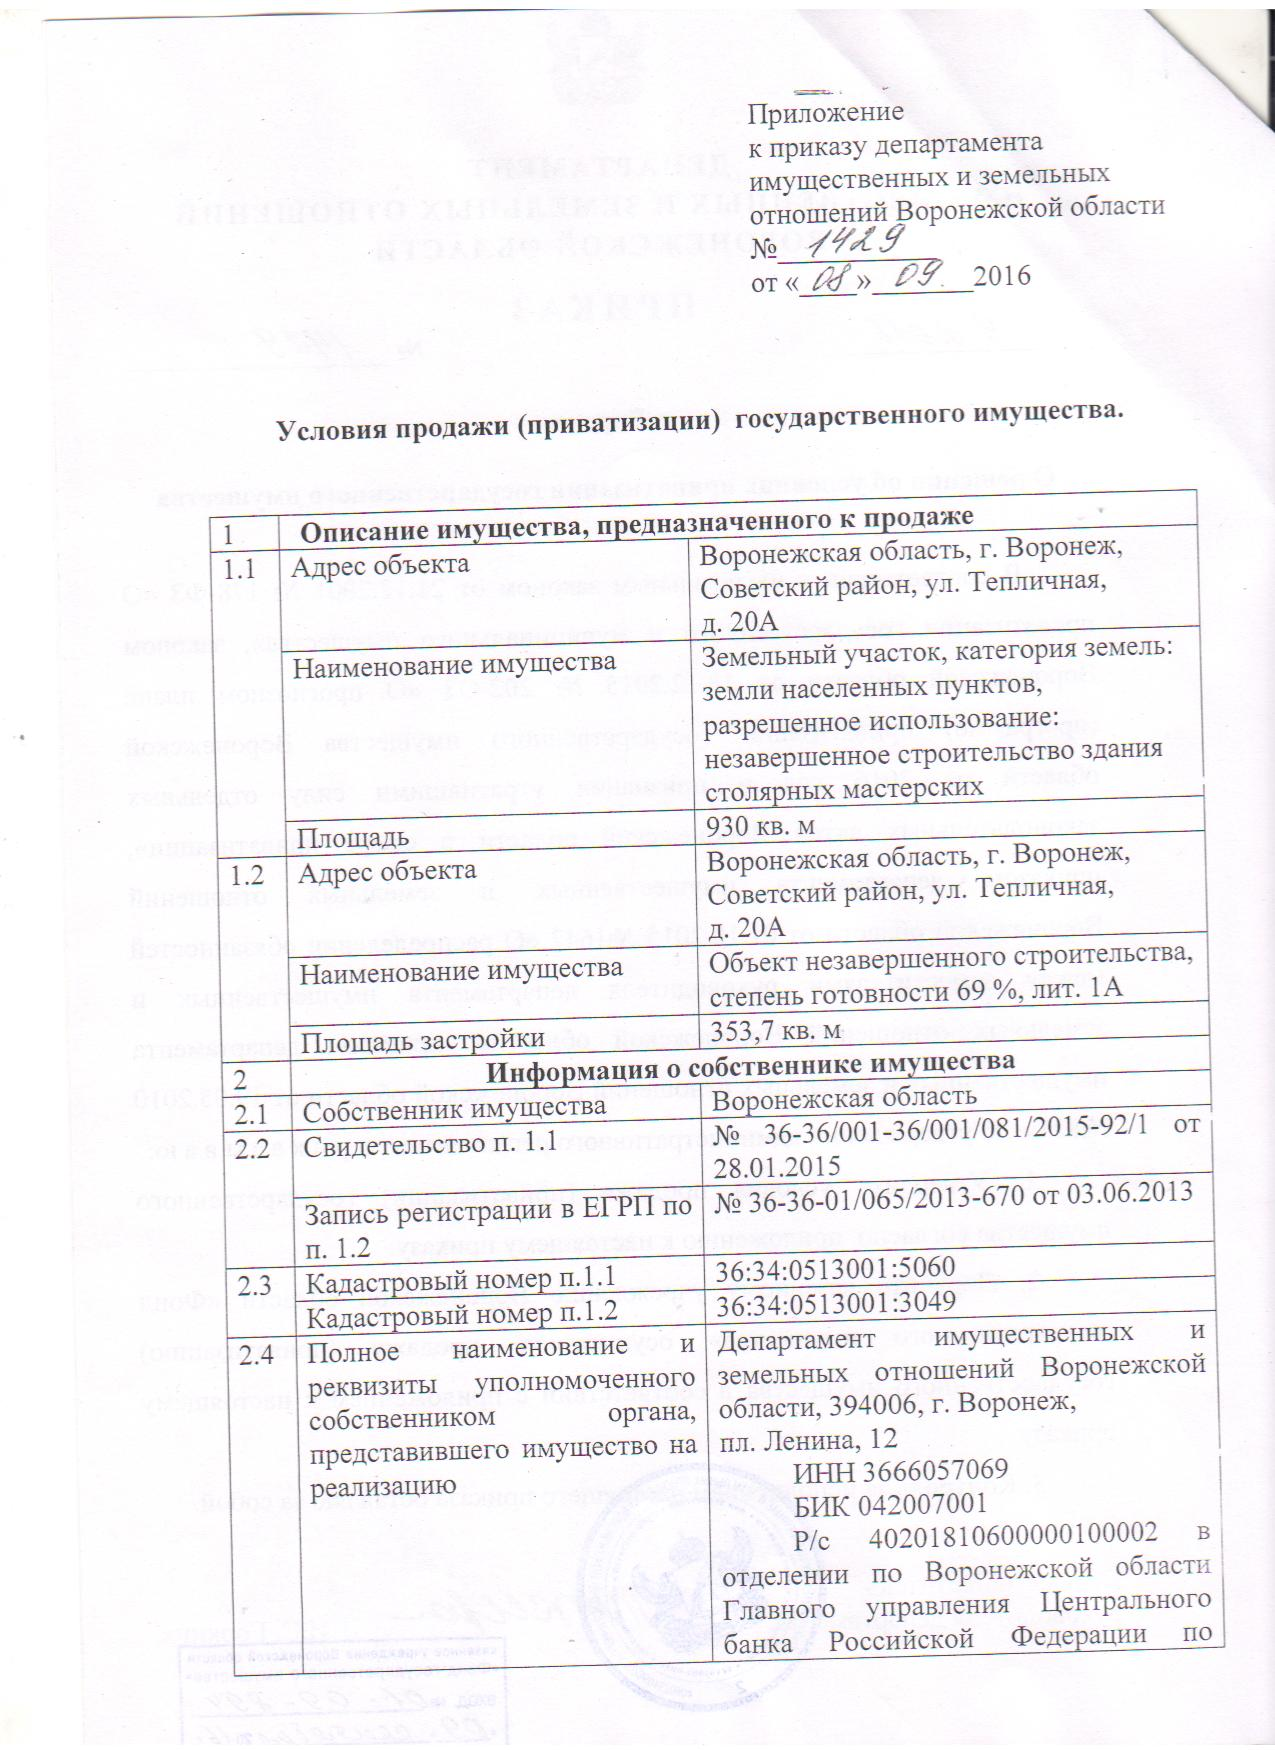 Приложение
к приказу департамента
имущественных и земельных
отношений Воронежской области
№ 1429
от « 08 » 09. 2016
Условия продажи (приватизации) государственного имущества.
1 Описание имущества, предназначенного к продаже
1.1 Адрес объекта Воронежская область, г. Воронеж,
Советский район, ул. Тепличная,
д. 20А
Наименование имущества Земельный участок, категория земель:
земли населенных пунктов,
разрешенное использование:
незавершенное строительство здания
столярных мастерских
Площадь 930 кв. м
1.2 Адрес объекта Воронежская область, г. Воронеж,
Советский район, ул. Тепличная,
д. 20А
Наименование имущества Объект незавершенного строительства,
степень готовности 69 %, лит. 1А
Площадь застройки 353,7 кв. м
2 Информация о собственнике имущества
2.1 Собственник имущества Воронежская область
2.2 Свидетельство п. 1.1 № 36-36/001-36/001/081/2015-92/1 от
28.01.2015
Запись регистрации в ЕГРП по № 36-36-01/065/2013-670 от 03.06.2013
п. 1.2
2.3 Кадастровый номер п.1.1 36:34:0513001:5060
Кадастровый номер п.1.2 36:34:0513001:3049
2.4 Полное наименование и Департамент имущественных и
реквизиты уполномоченного земельных отношений Воронежской
собственником органа, области, 394006, г. Воронеж,
представившего имущество на пл. Ленина, 12
реализацию ИНН 3666057069
БИК 042007001
Р/с 40201810600000100002 в
отделении по Воронежской области
Главного управления Центрального
банка Российской Федерации по